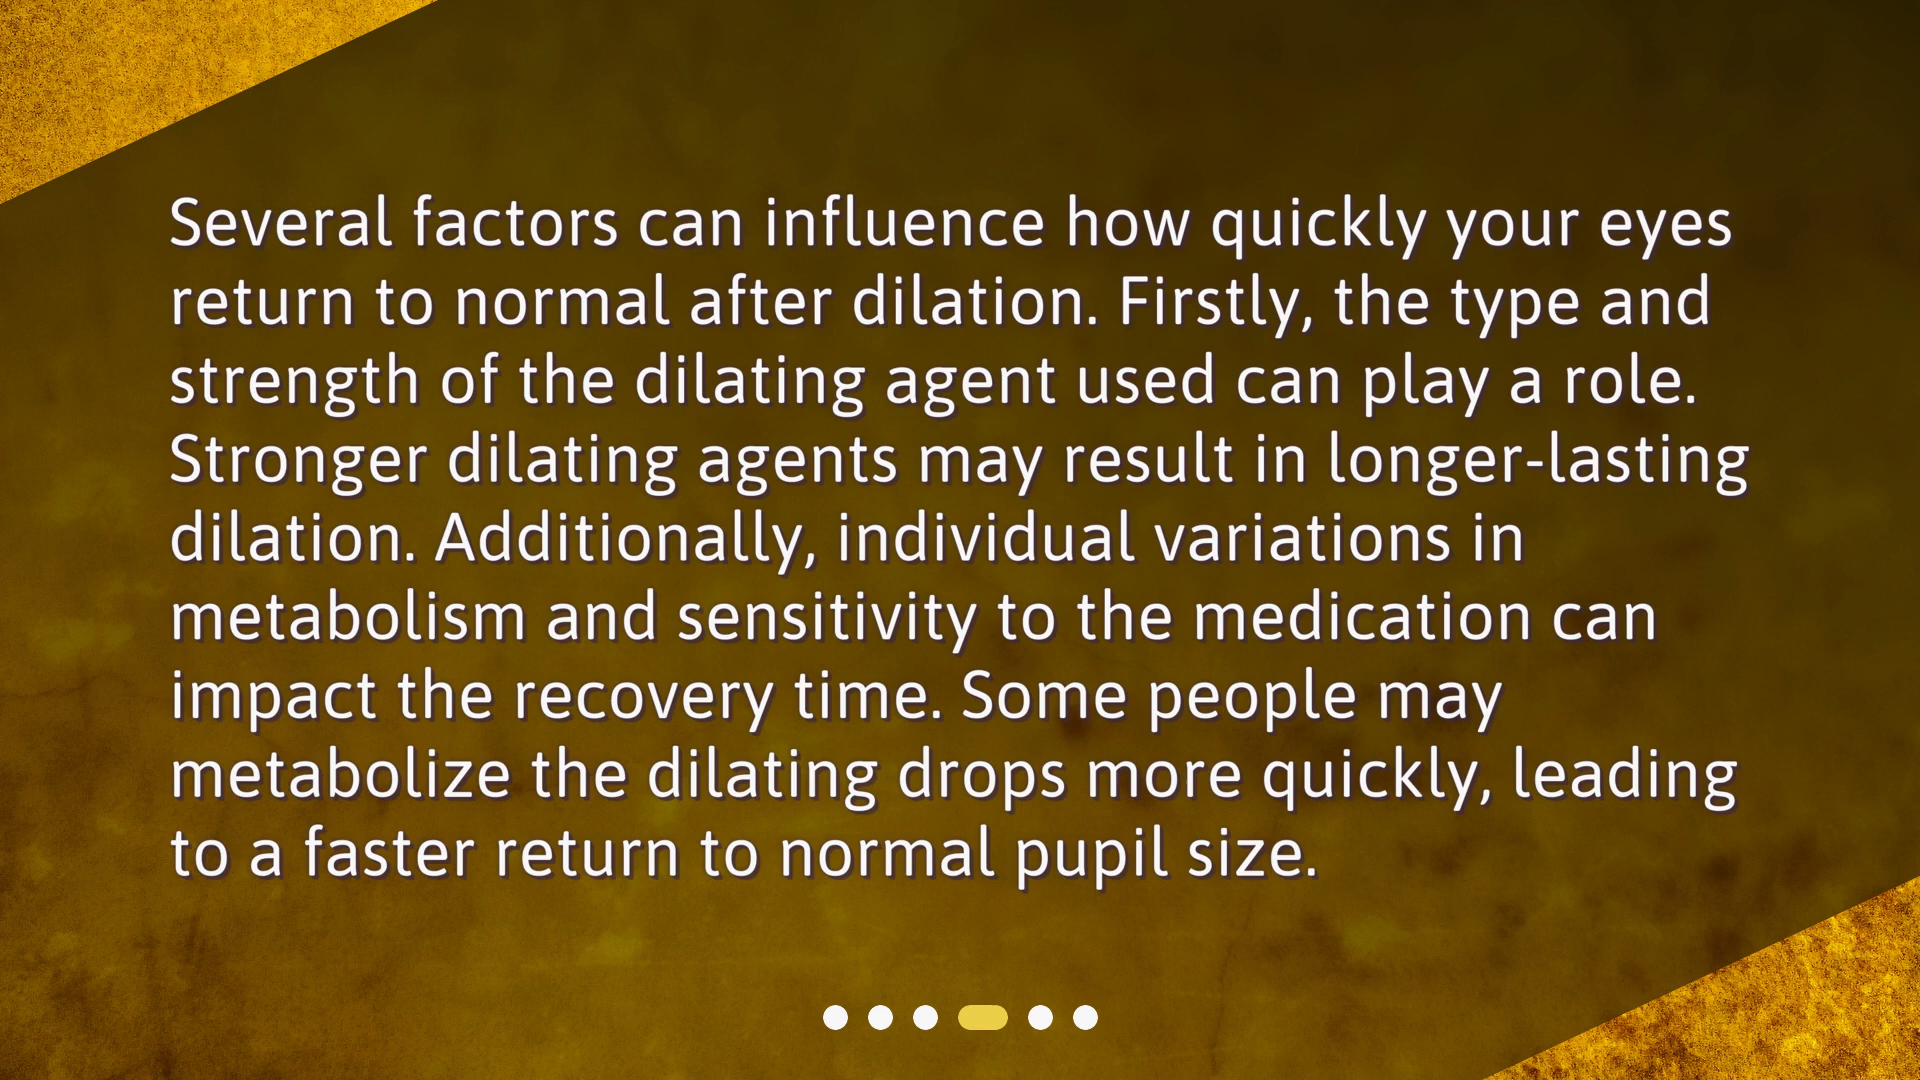 Several factors can influence how quickly your eyes
return to normal after dilation. Firstly, the type and
strength of the dilating agent used can play a role.
Stronger dilating agents may result in longer-lasting
dilation. Additionally, individual variations in
metabolism and sensitivity to the medication can
impact the recovery time. Some people may
metabolize the dilating drops more quickly, leading
to a faster return to normal pupil size.